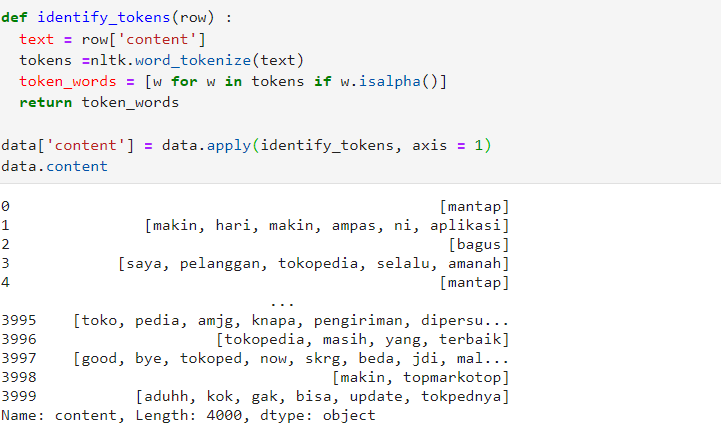 def identify_tokens(row) :
  text = row['content']
  tokens =nltk.word_tokenize(text)
  token_words = [w for w in tokens if w.isalpha()]
  return token_words

data['content'] = data.apply(identify_tokens, axis = 1)
data.content
0                                                [mantap]
1                [makin, hari, makin, ampas, ni, aplikasi]
2                                                 [bagus]
3             [saya, pelanggan, tokopedia, selalu, amanah]
4                                                [mantap]
                              ...
3995    [toko, pedia, amjg, knapa, pengiriman, dipersu...
3996                    [tokopedia, masih, yang, terbaik]
3997    [good, bye, tokoped, now, skrg, beda, jdi, mal...
3998                                 [makin, topmarkotop]
3999           [aduhh, kok, gak, bisa, update, tokpednya]
Name: content, Length: 4000, dtype: object